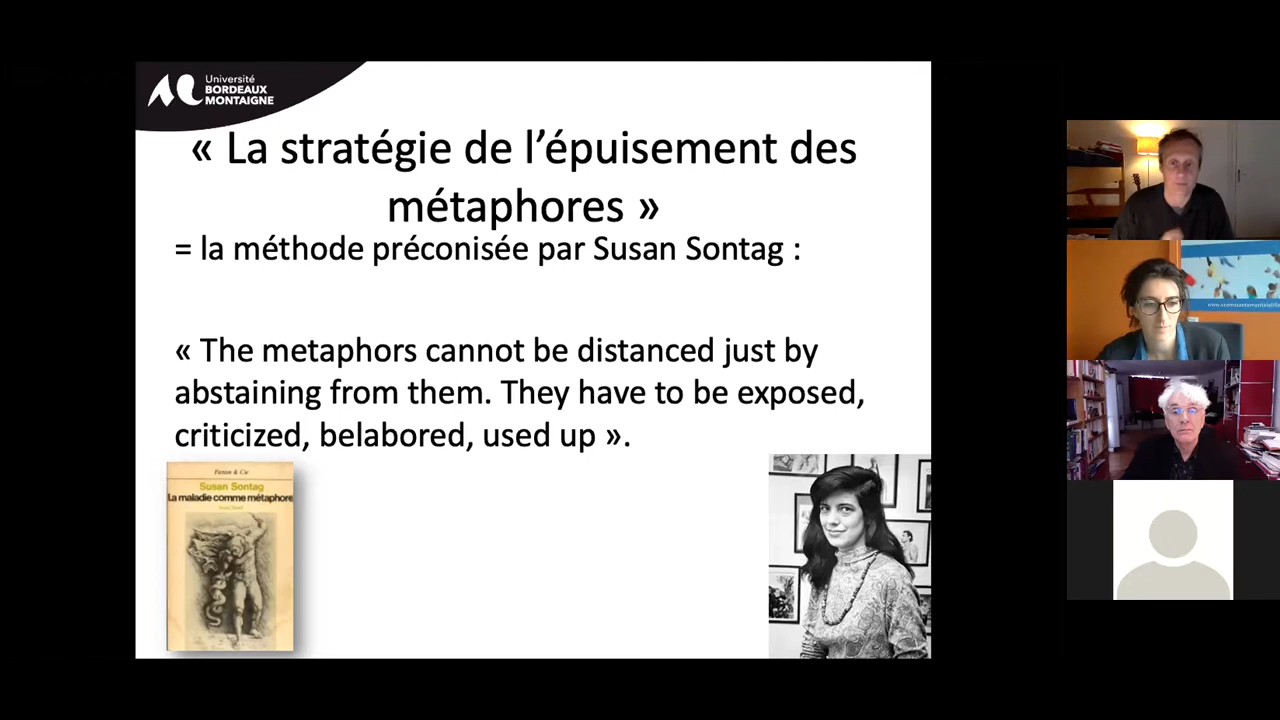 Université
BORDEAUX
MONTAIGNE
« La stratégie de l’épuisement des
métaphores »
= la méthode préconisée par Susan Sontag :
« The metaphors cannot be distanced just by
abstaining from them. They have to be exposed,
criticized, belabored, used up ».
Fiction & Cie
Susan Sontag
La maladie comme métaphore